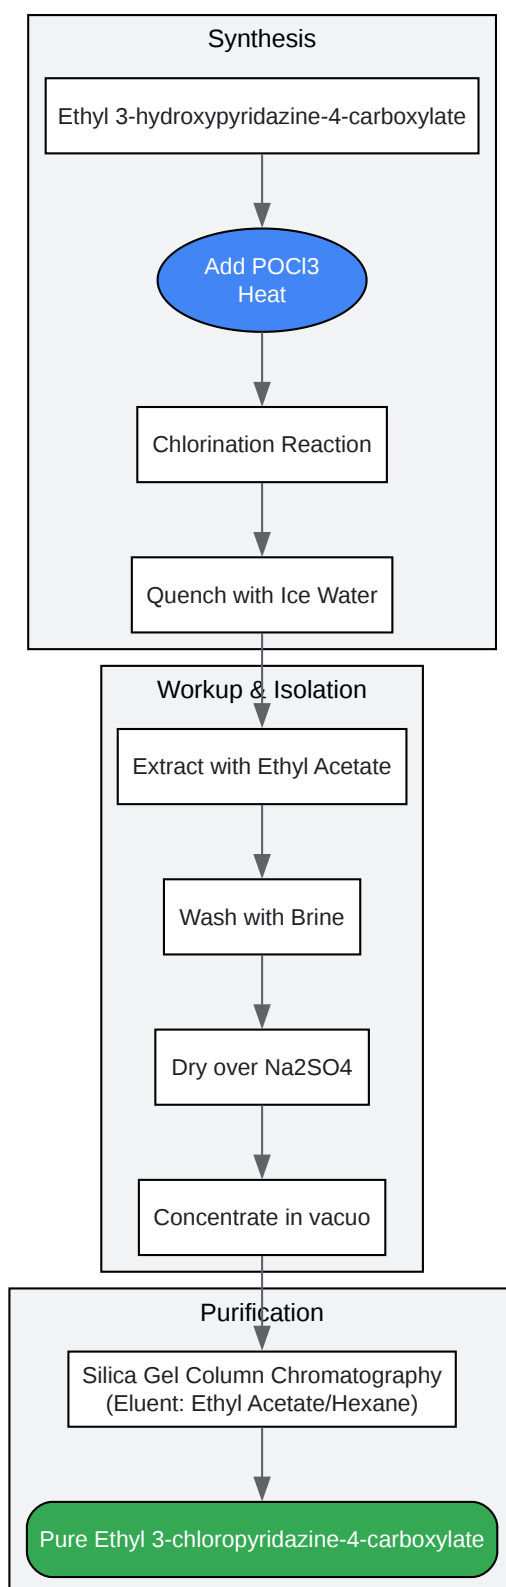 Synthesis
Ethyl 3-hydroxypyridazine-4-carboxylate
Add POCl3
Heat
Chlorination Reaction
Quench with Ice Water
Workup & Isolation
Extract with Ethyl Acetate
Wash with Brine
Dry over Na2SO4
Concentrate in vacuo
Purification
Silica Gel Column Chromatography
(Eluent: Ethyl Acetate/Hexane)
Pure Ethyl 3-chloropyridazine-4-carboxylate